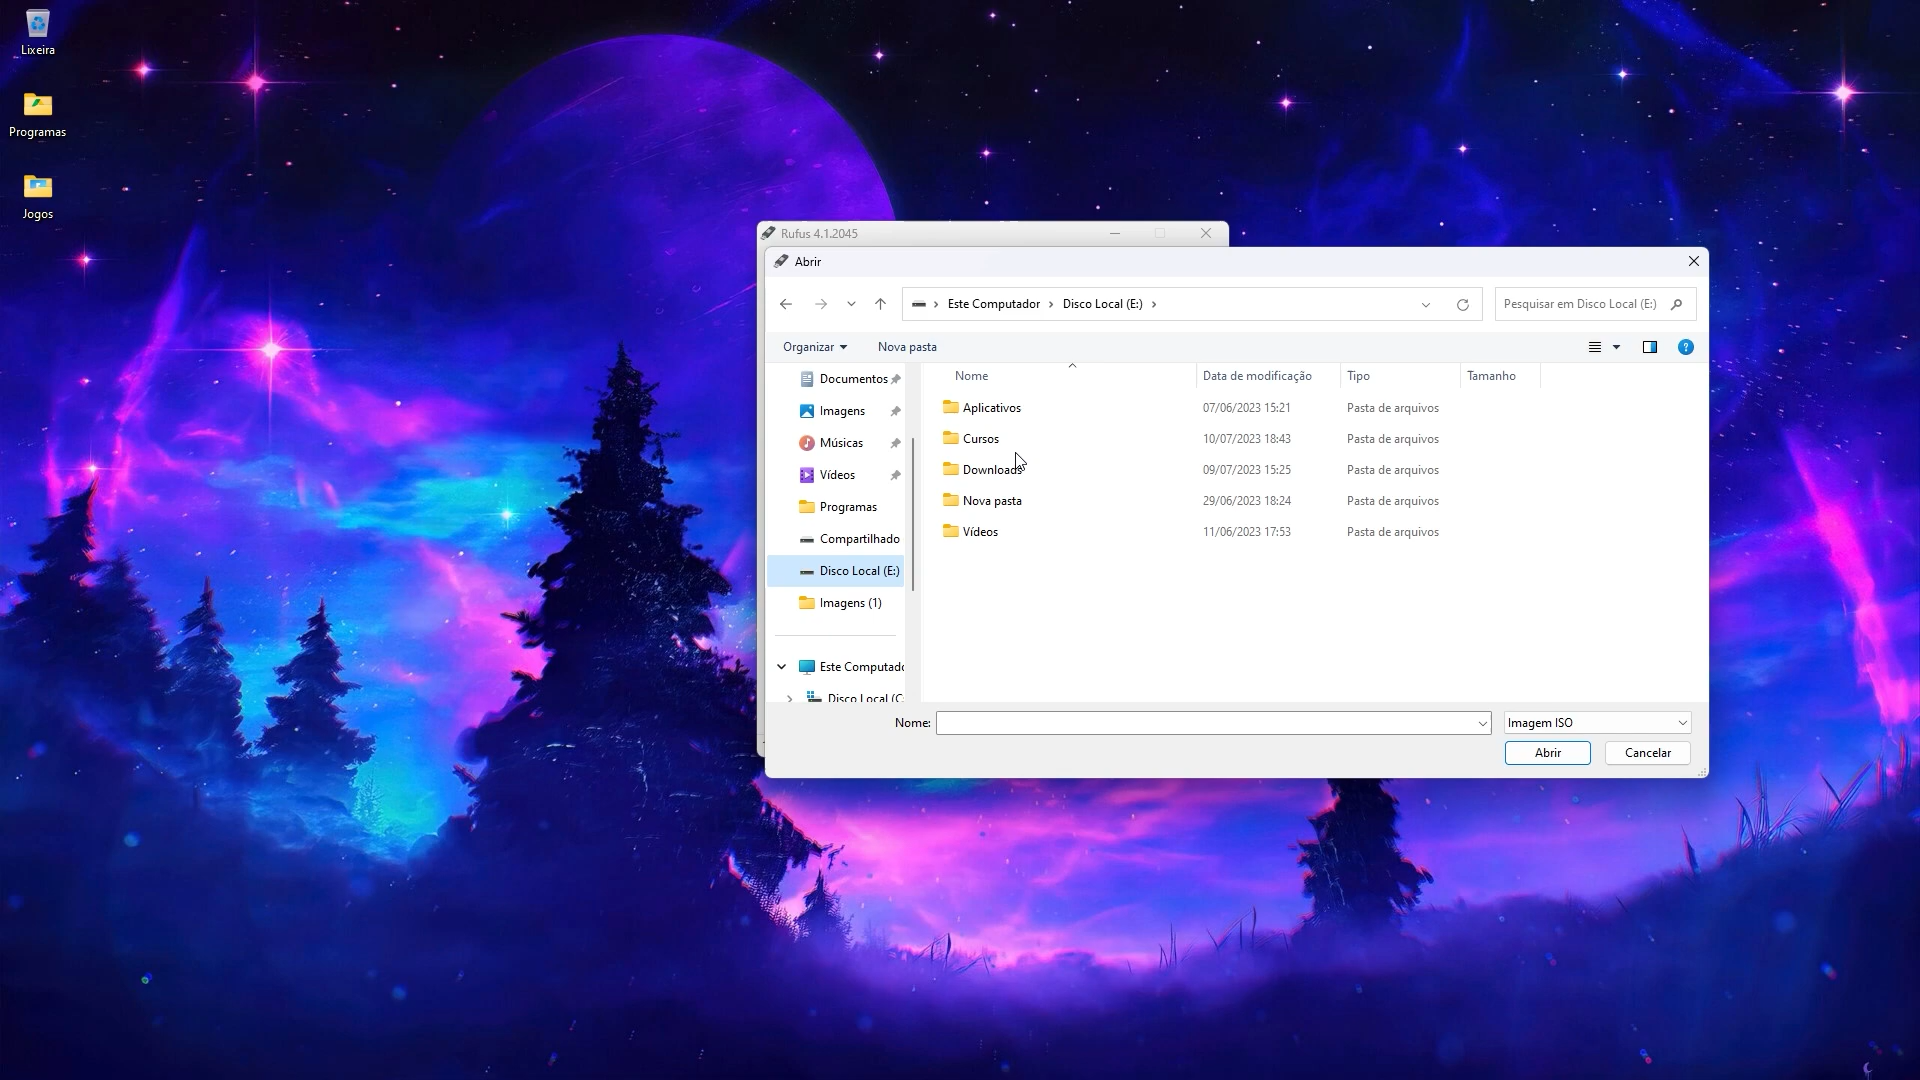 Lixeira
Programas
Jogos
Rufus 4.1.2045
Abrir
Este Computador
Disco Local (E:)
Pesquisar em Disco Local (E:)
Organizar
Nova pasta
Documentos
Imagens
Músicas
Vídeos
Programas
Compartilhado
Disco Local (E:)
Imagens (1)
Este Computado
Disco Local (C:
Nome Data de modificação Tipo Tamanho
Aplicativos 07/06/2023 15:21 Pasta de arquivos
Cursos 10/07/2023 18:43 Pasta de arquivos
Downloads 09/07/2023 15:25 Pasta de arquivos
Nova pasta 29/06/2023 18:24 Pasta de arquivos
Vídeos 11/06/2023 17:53 Pasta de arquivos
Nome:
Imagem ISO
Abrir
Cancelar